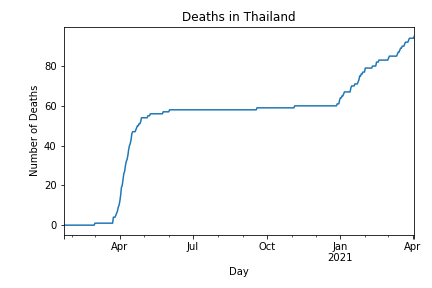 Deaths in Thailand
Number of Deaths
80
60
40
20
0
Apr
Jul
Oct
Jan
2021
Apr
Day